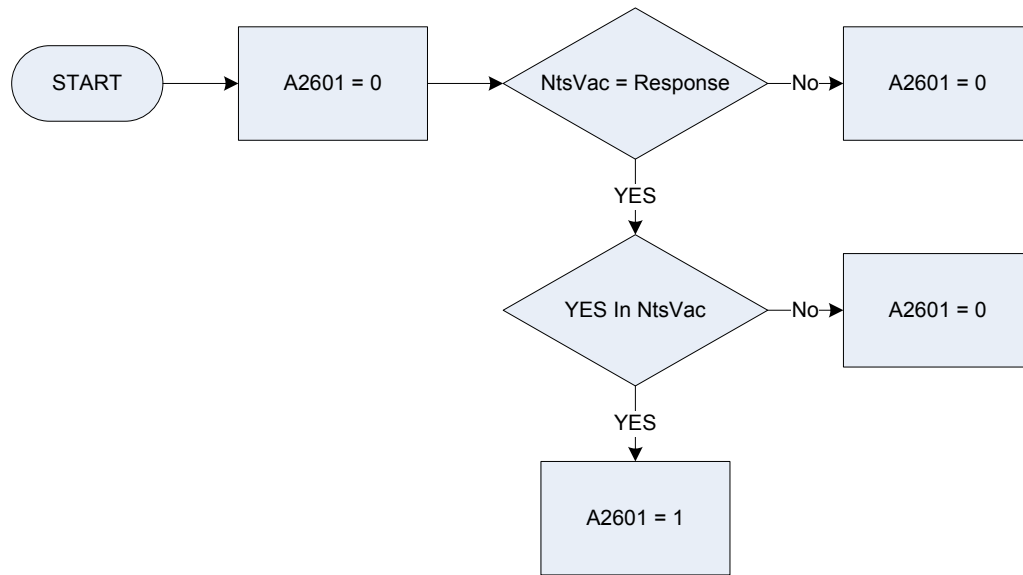 START
A2601 = 0
NtsVac = Response
No
A2601 = 0
YES
YES In NtsVac
No
A2601 = 0
YES
A2601 = 1